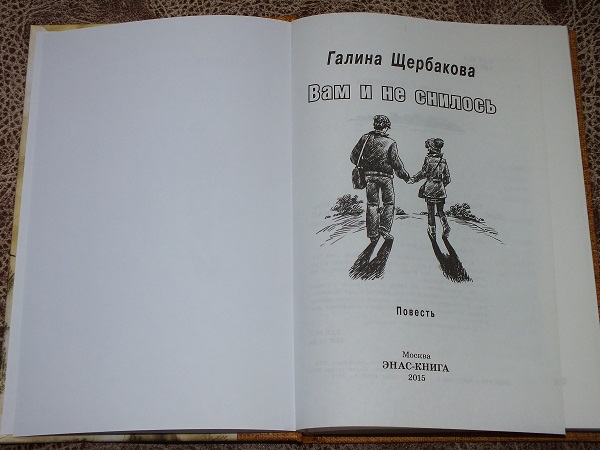 Галина Щербакова
Вам и не снилось
Повесть
Москва
ЭНАС-КНИГА
2015